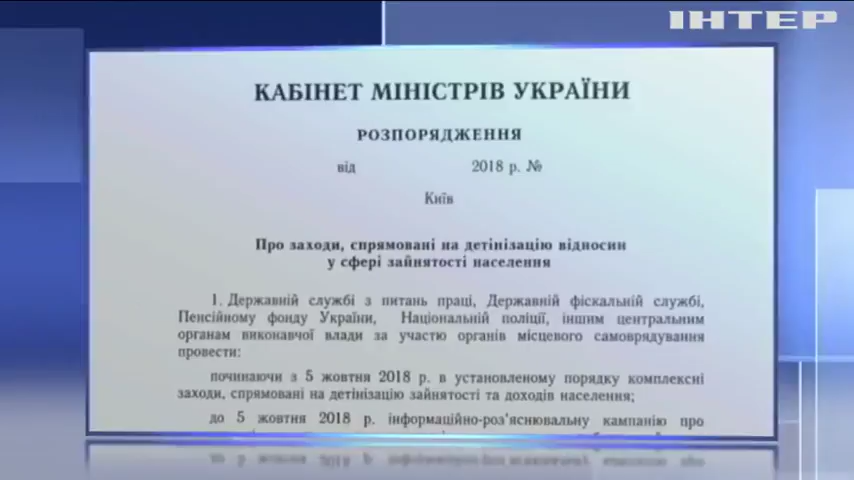 ІНТЕР
КАБІНЕТ МІНІСТРІВ УКРАЇНИ
РОЗПОРЯДЖЕННЯ
від 2018 р. №
Київ
Про заходи, спрямовані на детінізацію відносин
у сфері зайнятості населення
1. Державній службі з питань праці, Державній фіскальній службі,
Пенсійному фонду України, Національній поліції, іншим центральним
органам виконавчої влади за участю органів місцевого самоврядування
провести:
починаючи з 5 жовтня 2018 р. в установленому порядку комплексні
заходи, спрямовані на детінізацію зайнятості та доходів населення;
до 5 жовтня 2018 р. інформаційно-роз'яснювальну кампанію про